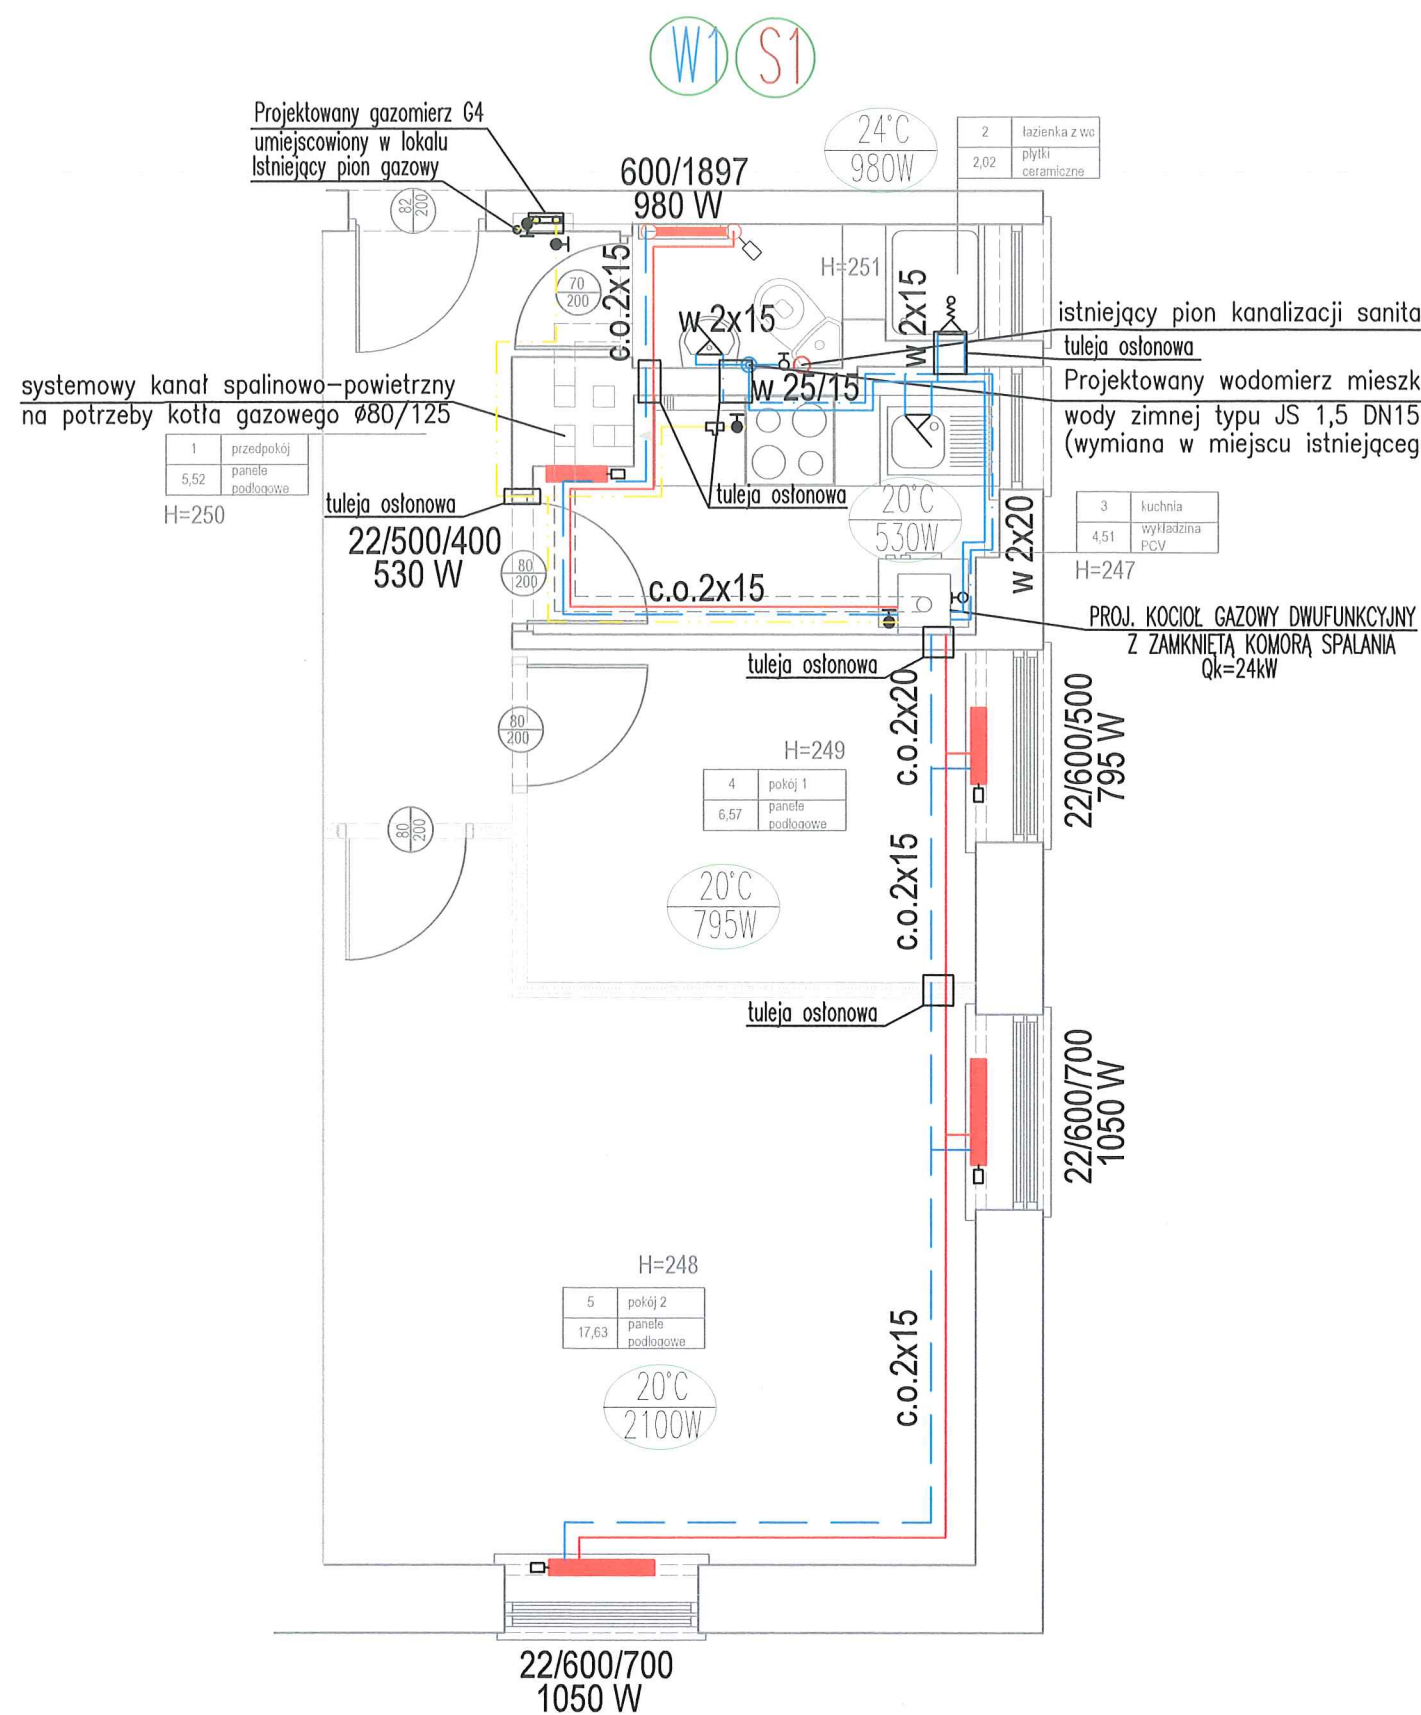 W1
S1
Projektowany gazomierz G4
umiejscowiony w lokalu
Istniejący pion gazowy
600/1897
980 W
24°C
980W
2 łazienka z wc
2,02 płytki
ceramiczne
82
200
70
200
c.o.2x15
H=251
w 2x15
w 2x15
istniejący pion kanalizacji sanita
tuleja osłonowa
systemowy kanał spalinowo-powietrzny
na potrzeby kotła gazowego ø80/125
w 25/15
Projektowany wodomierz mieszk
wody zimnej typu JS 1,5 DN15
(wymiana w miejscu istniejąceg
1 przedpokój
5,52 panele
podłogowe
H=250
tuleja osłonowa
tuleja osłonowa
22/500/400
530 W
20°C
530W
w 2x20
3 kuchnia
4,51 wykładzina
PCV
H=247
80
200
c.o.2x15
PROJ. KOCIOŁ GAZOWY DWUFUNKCYJNY
Z ZAMKNIĘTĄ KOMORĄ SPALANIA
Qk=24kW
tuleja osłonowa
c.o.2x20
22/600/500
795 W
80
200
H=249
4 pokój 1
6,57 panele
podłogowe
80
200
c.o.2x15
20°C
795W
tuleja osłonowa
22/600/700
1050 W
H=248
5 pokój 2
17,63 panele
podłogowe
c.o.2x15
20°C
2100W
22/600/700
1050 W